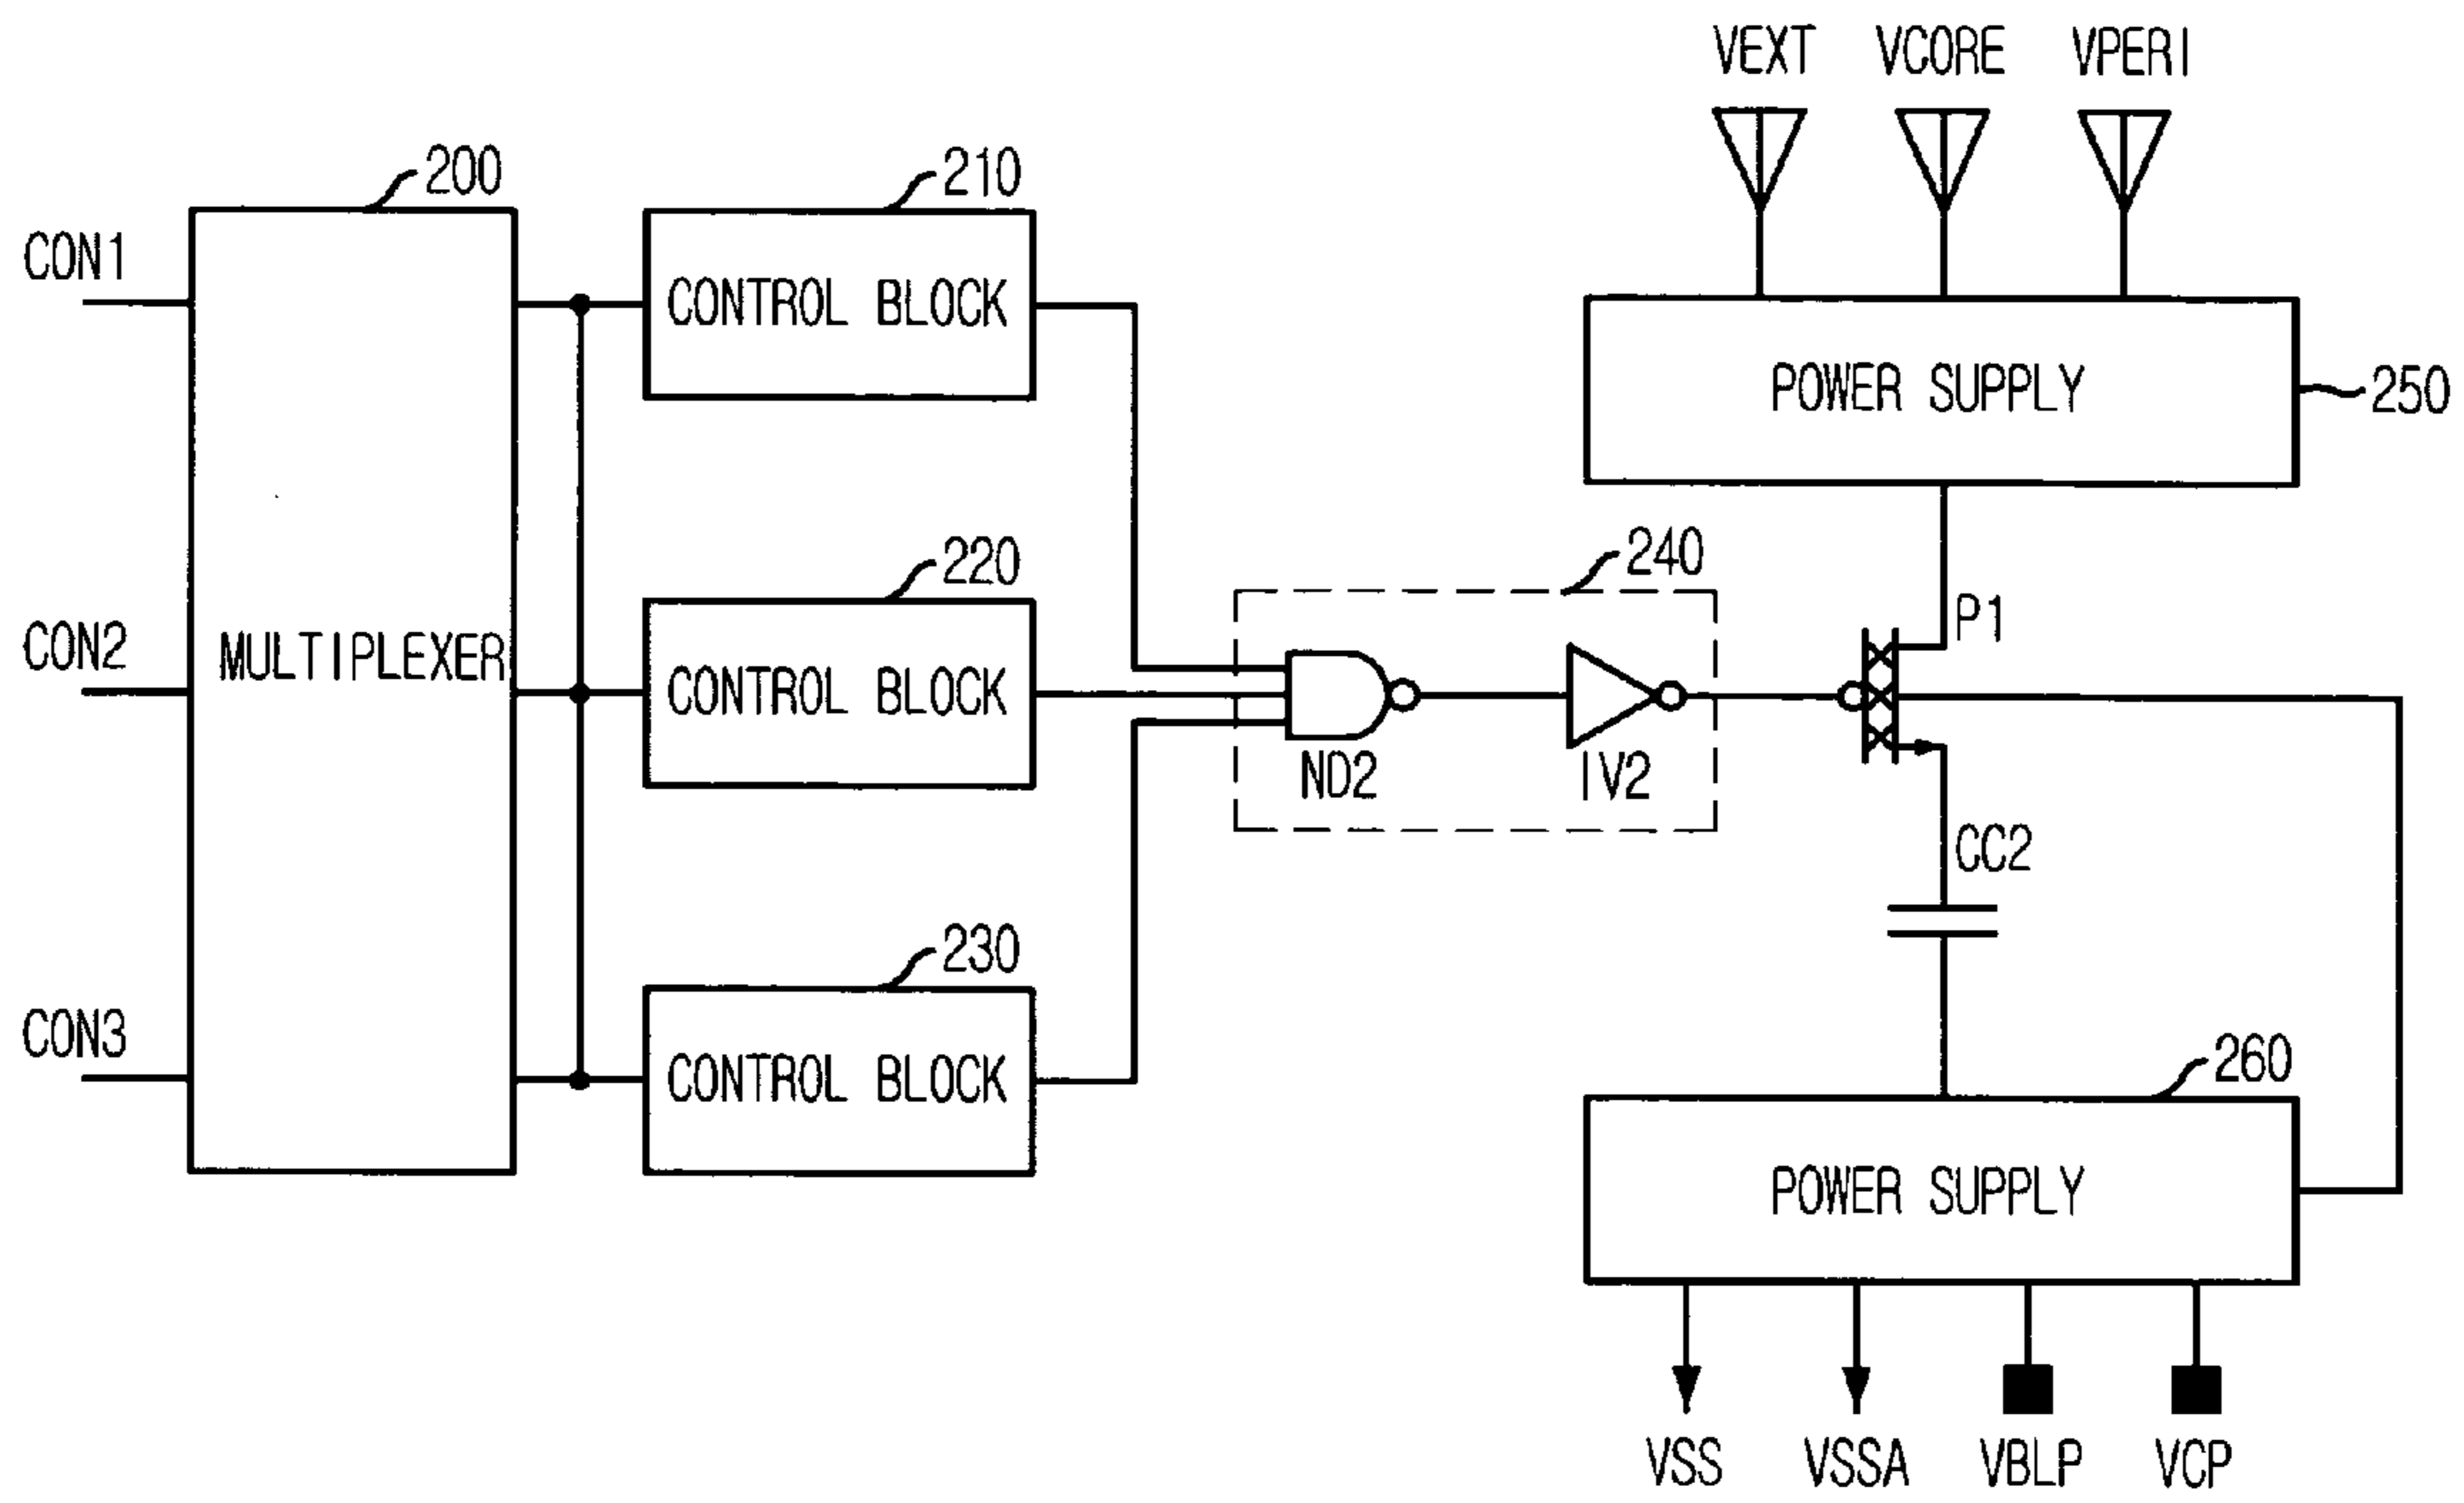 VEXT VCORE VPERI
200
210
CON1
CONTROL BLOCK
POWER SUPPLY
250
220
240
P1
CON2
MULTIPLEXER
CONTROL BLOCK
ND2
IV2
CC2
230
CON3
CONTROL BLOCK
260
POWER SUPPLY
VSS VSSA VBLP VCP